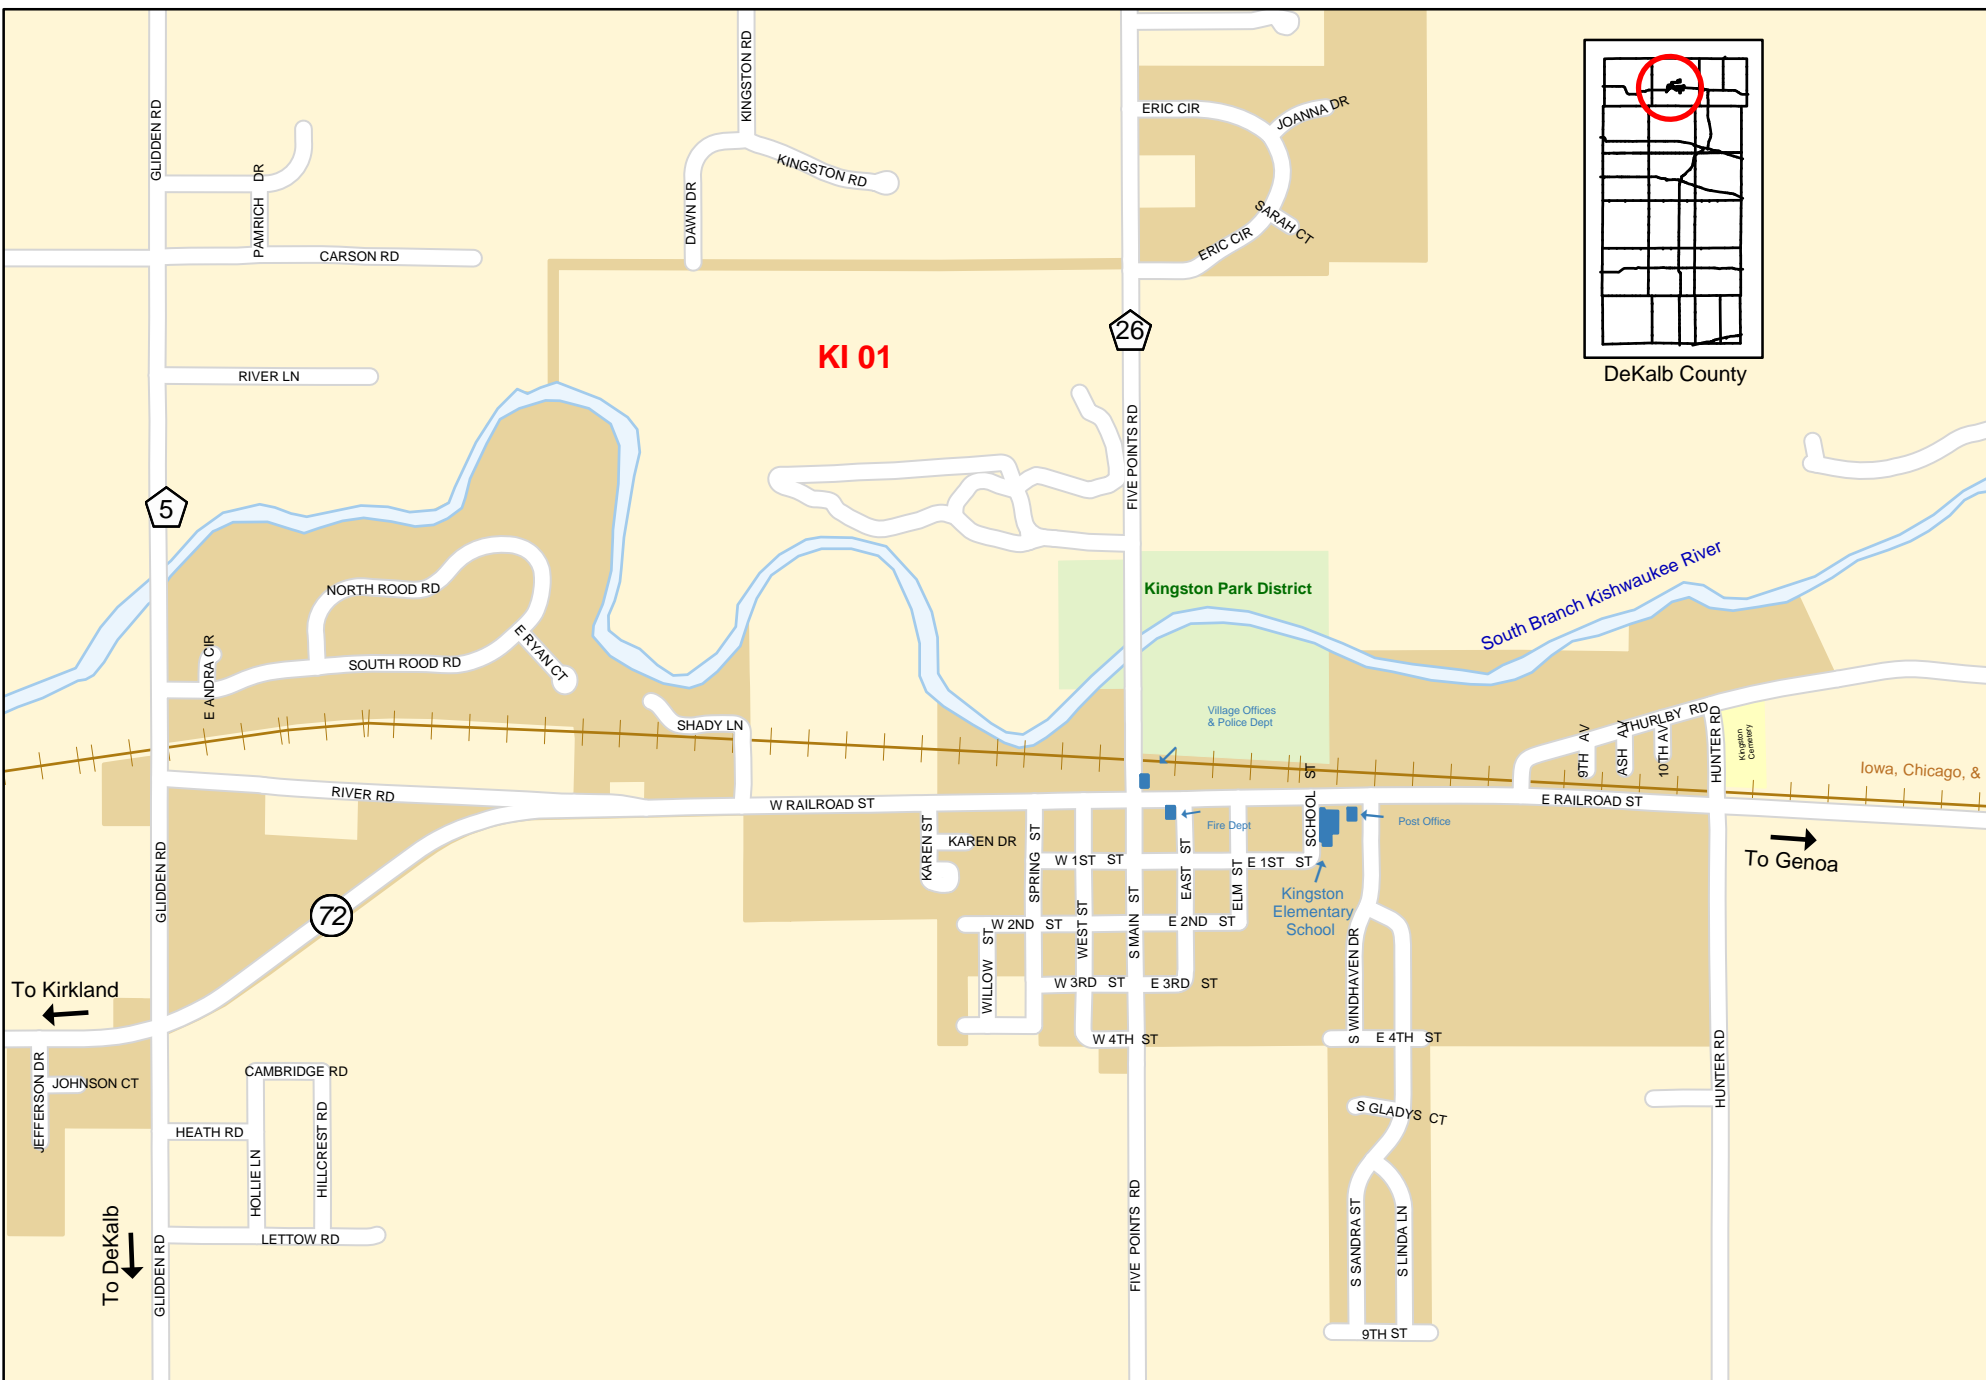 KINGSTON RD
GLIDDEN RD
ERIC CIR
JOANNA DR
PAMRICH DR
KINGSTON RD
DAWN DR
SARAH CT
ERIC CIR
CARSON RD
26
KI 01
DeKalb County
RIVER LN
FIVE POINTS RD
5
South Branch Kishwaukee River
NORTH ROOD RD
Kingston Park District
E RYAN CT
E ANDRA CIR
SOUTH ROOD RD
SHADY LN
Village Offices
& Police Dept
THURLBY RD
9TH AV
ASH AV
10TH AV
HUNTER RD
Kingston
Cemetery
Iowa, Chicago, &
RIVER RD
W RAILROAD ST
E RAILROAD ST
SCHOOL ST
Fire Dept
Post Office
KAREN ST
KAREN DR
SPRING ST
W 1ST ST
EAST ST
ELM ST
E 1ST ST
To Genoa
GLIDDEN RD
72
Kingston
Elementary
School
W 2ND ST
WEST ST
S MAIN ST
E 2ND ST
WILLOW ST
S WINDHAVEN DR
W 3RD ST
E 3RD ST
To Kirkland
W 4TH ST
E 4TH ST
JEFFERSON DR
JOHNSON CT
CAMBRIDGE RD
HUNTER RD
S GLADYS CT
HEATH RD
HOLLIE LN
HILLCREST RD
To DeKalb
GLIDDEN RD
LETTOW RD
FIVE POINTS RD
S SANDRA ST
S LINDA LN
9TH ST